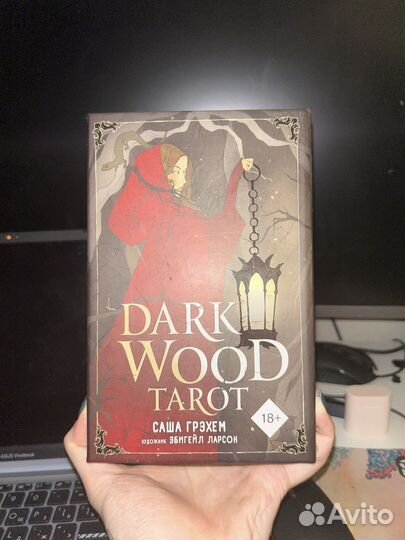 DARK
WOOD
TAROT
САША ГРЭХЕМ
ХУДОЖНИК ЭБИГЕЙЛ ЛАРСОН
18+
ASUS Vivobook
Avito